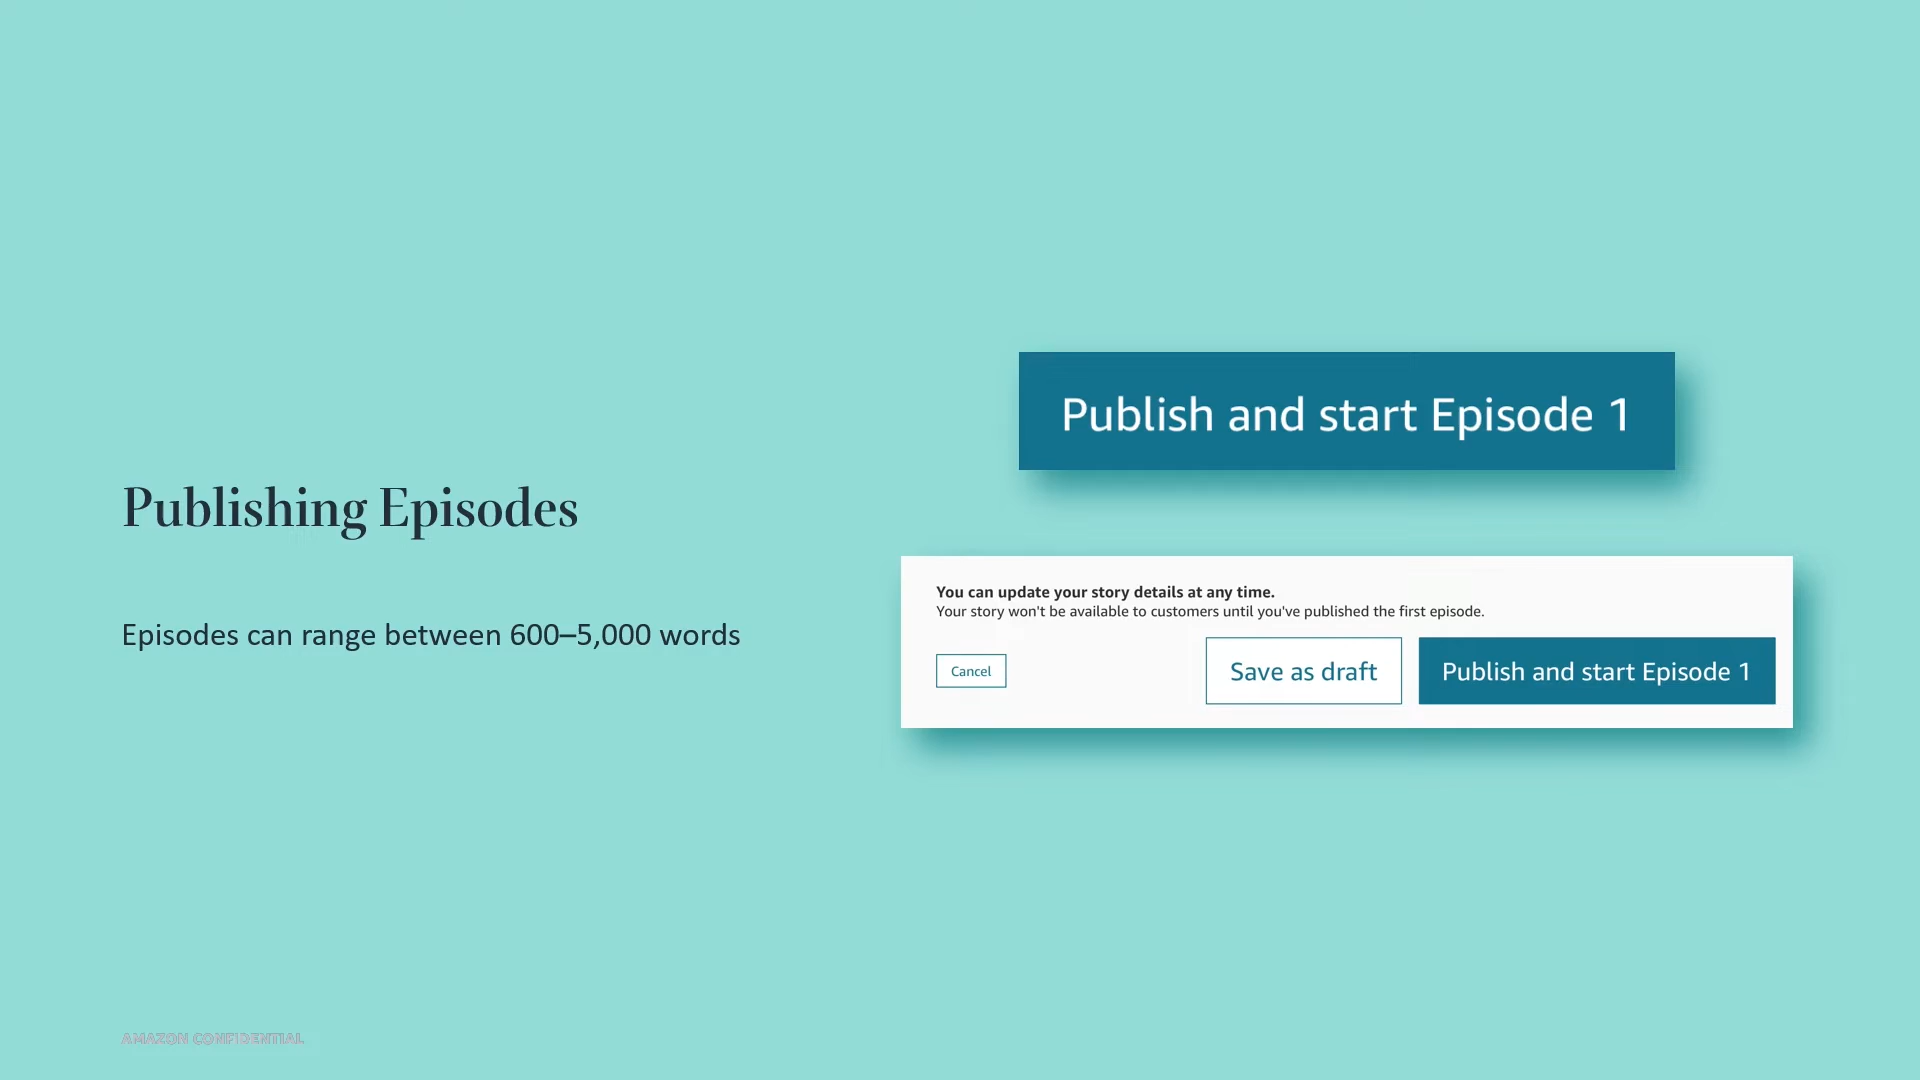 Publishing Episodes
Episodes can range between 600–5,000 words
Publish and start Episode 1
You can update your story details at any time.
Your story won't be available to customers until you've published the first episode.
Cancel
Save as draft
Publish and start Episode 1
AMAZON CONFIDENTIAL